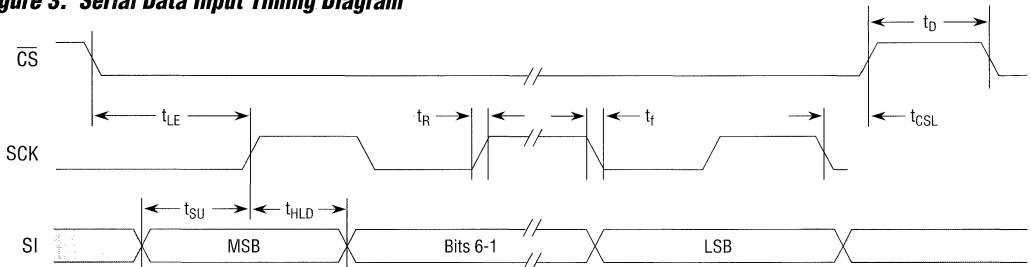 Figure 3. Serial Data Input Timing Diagram
tD
CS
tLE
tR
tf
tCSL
SCK
tSU
tHLD
SI
MSB
Bits 6-1
LSB